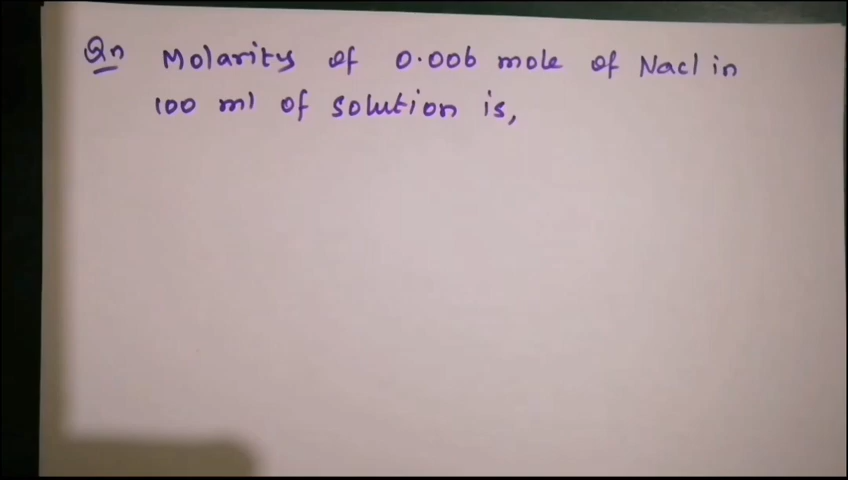 Qn Molarity of 0.006 mole of Nacl in
100 ml of solution is,